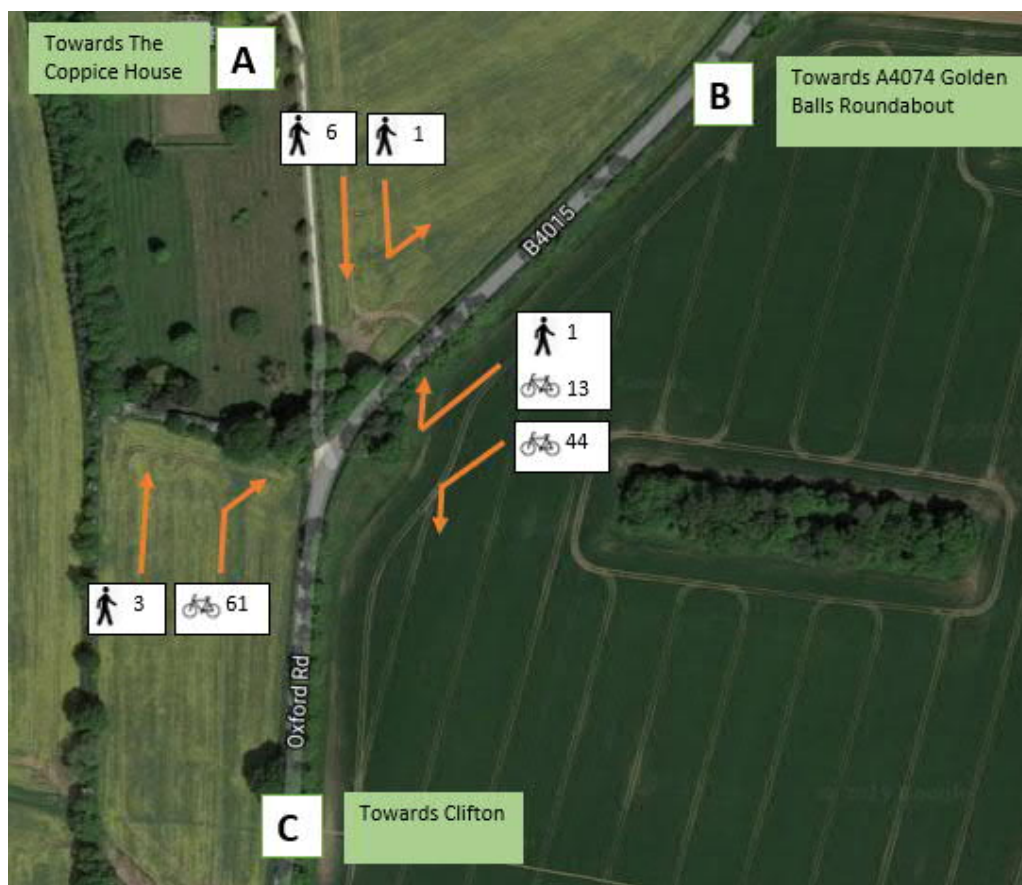 Towards The
Coppice House
A
B
Towards A4074 Golden
Balls Roundabout
6
1
B4015
1
13
44
3
61
Oxford Rd
C
Towards Clifton